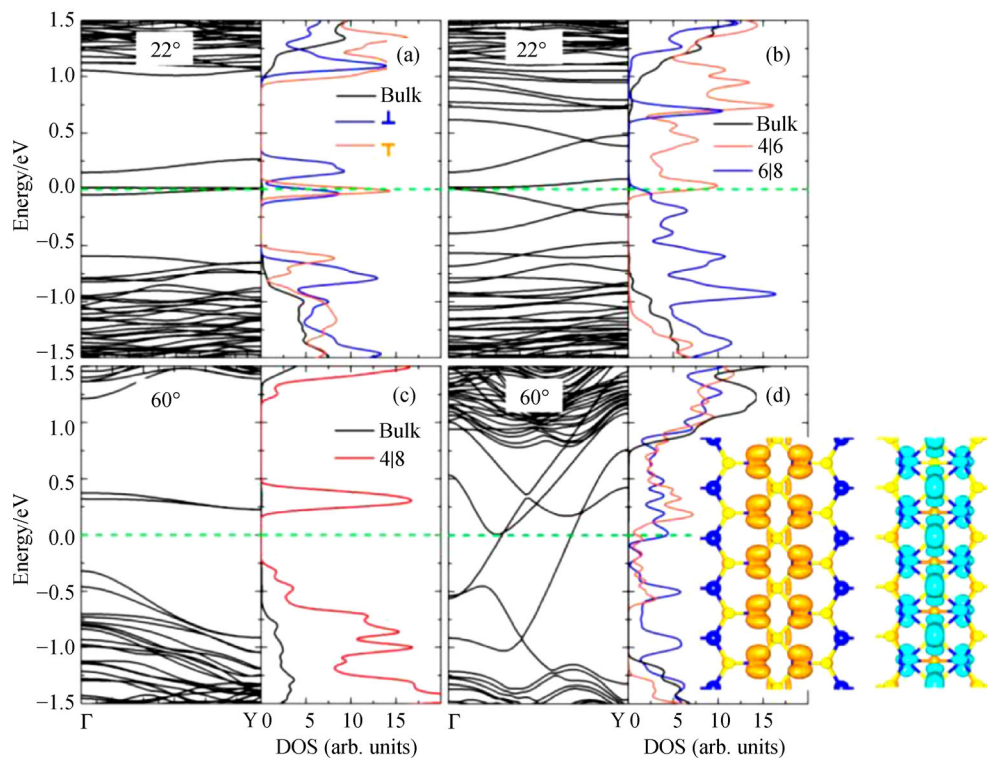 1.5
22°
(a)
22°
(b)
1.0
Bulk
⊥
⊤
0.5
Bulk
4|6
6|8
Energy/eV
0.0
−0.5
−1.0
−1.5
1.5
60°
(c)
60°
(d)
1.0
Bulk
4|8
0.5
Energy/eV
0.0
−0.5
−1.0
−1.5
Γ Y 0 5 10 15 Γ Y 0 5 10 15
DOS (arb. units) DOS (arb. units)